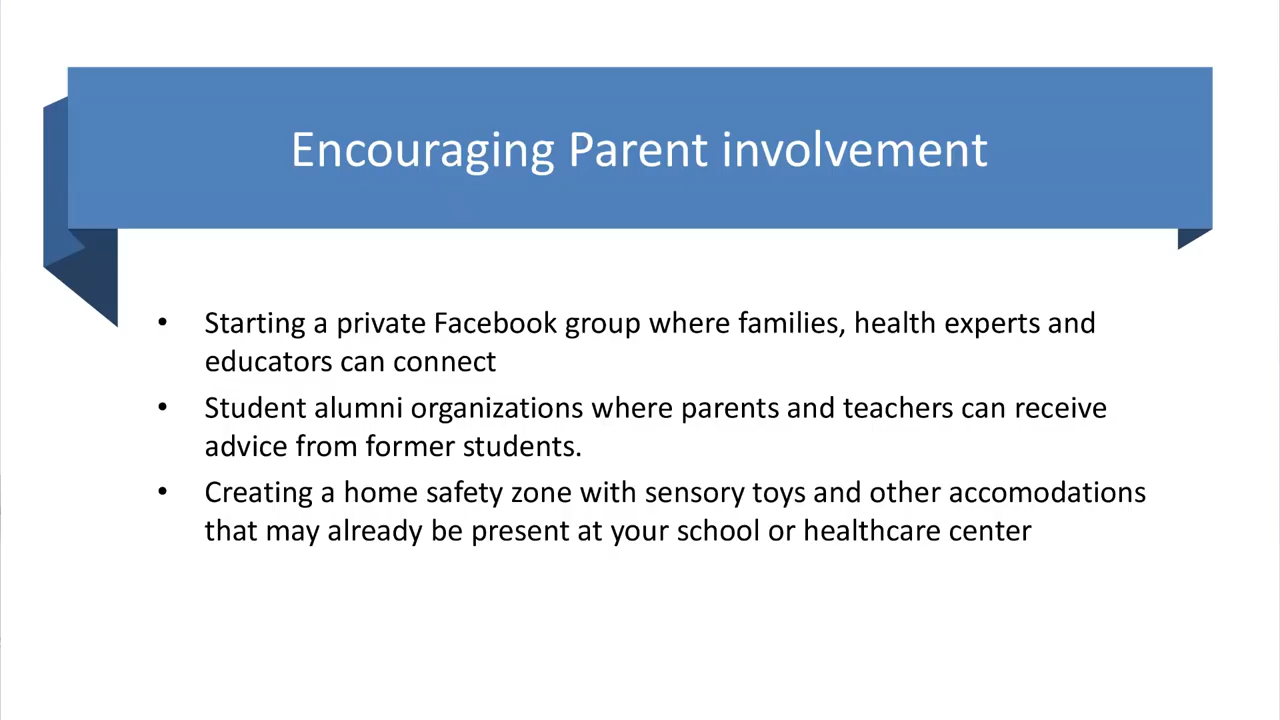 Encouraging Parent involvement
• Starting a private Facebook group where families, health experts and
educators can connect
• Student alumni organizations where parents and teachers can receive
advice from former students.
• Creating a home safety zone with sensory toys and other accomodations
that may already be present at your school or healthcare center